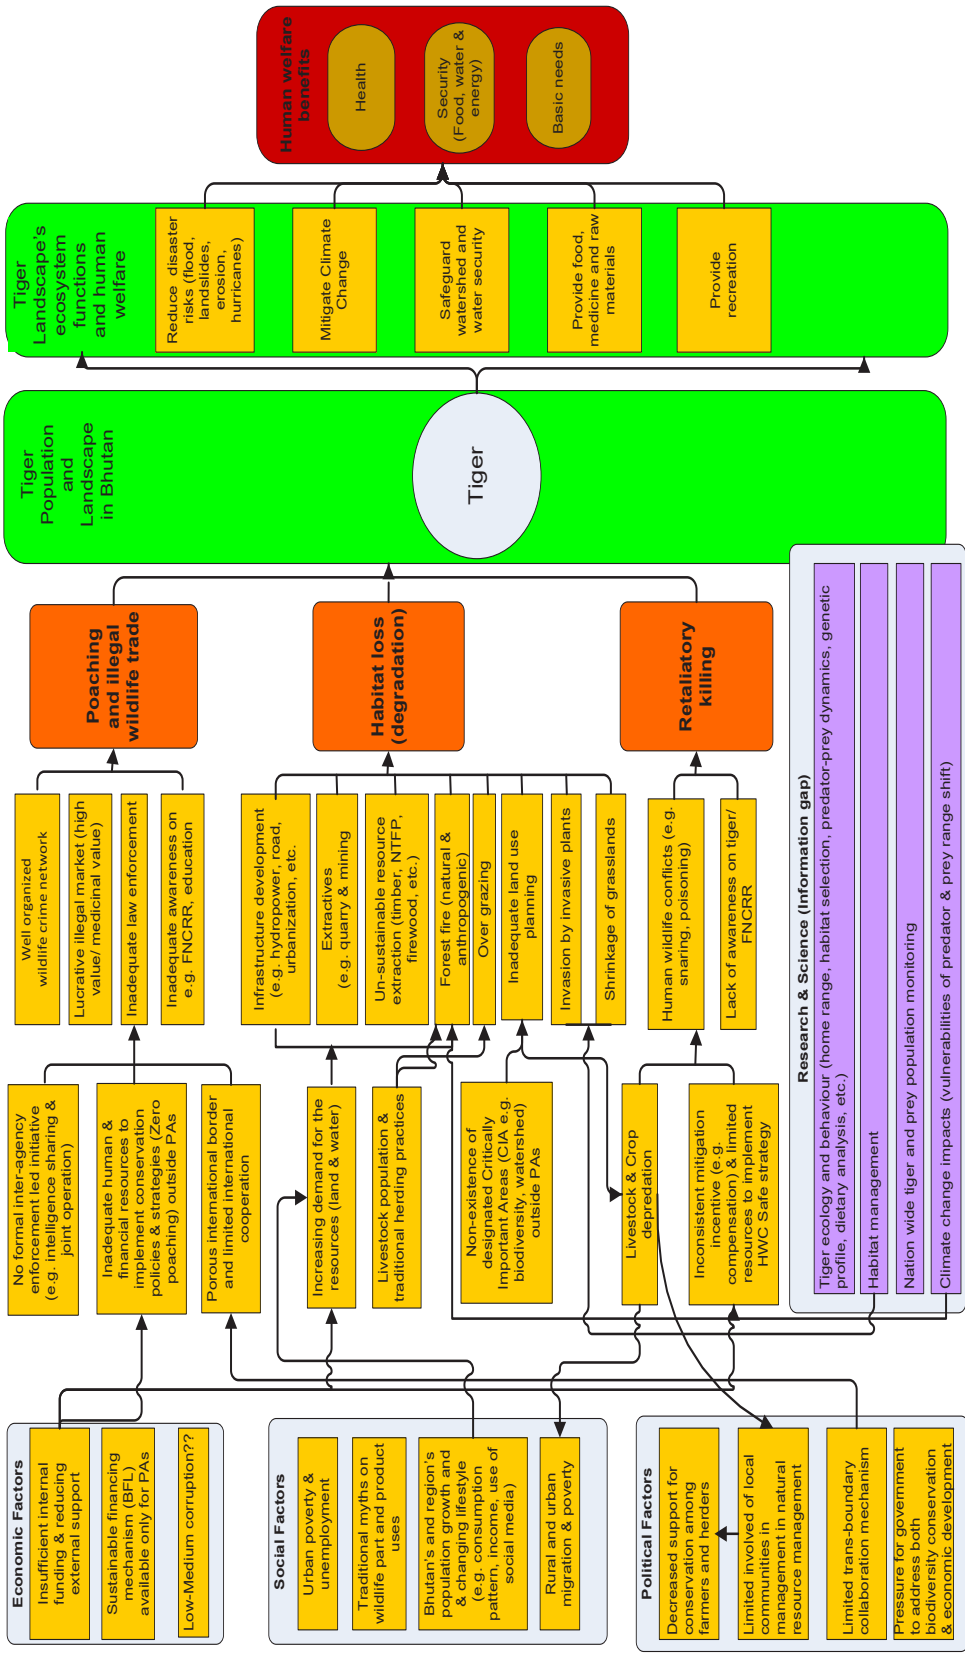 Economic Factors
Insufficient internal
funding & reducing
external support
Sustainable financing
mechanism (BFL)
available only for PAs
Low-Medium corruption??
Social Factors
Urban poverty &
unemployment
Traditional myths on
wildlife part and product
uses
Bhutan's and region's
population growth and
& changing lifestyle
(e.g. consumption
pattern, income, use of
social media)
Rural and urban
migration & poverty
Political Factors
Decreased support for
conservation among
farmers and herders
Limited involved of local
communities in
management in natural
resource management
Limited trans-boundary
collaboration mechanism
Pressure for government
to address both
biodiversity conservation
& economic development
No formal inter-agency
enforcement led initiative
(e.g. intelligence sharing &
joint operation)
Inadequate human &
financial resources to
implement conservation
policies & strategies (Zero
poaching) outside PAs
Porous international border
and limited international
cooperation
Increasing demand for the
resources (land & water)
Livestock population &
traditional herding practices
Non-existence of
designated Critically
Important Areas (CIA e.g.
biodiversity, watershed)
outside PAs
Livestock & Crop
depredation
Inconsistent mitigation
incentive (e.g.
compensation) & limited
resources to implement
HWC Safe strategy
Well organized
wildlife crime network
Lucrative illegal market (high
value/ medicinal value)
Inadequate law enforcement
Inadequate awareness on
e.g. FNCRR, education
Infrastructure development
(e.g. hydropower, road,
urbanization, etc.
Extractives
(e.g. quarry & mining
Un-sustainable resource
extraction (timber, NTFP,
firewood, etc.)
Forest fire (natural &
anthropogenic)
Over grazing
Inadequate land use
planning
Invasion by invasive plants
Shrinkage of grasslands
Human wildlife conflicts (e.g.
snaring, poisoning)
Lack of awareness on tiger/
FNCRR
Research & Science (Information gap)
Tiger ecology and behaviour (home range, habitat selection, predator-prey dynamics, genetic
profile, dietary analysis, etc.)
Habitat management
Nation wide tiger and prey population monitoring
Climate change impacts (vulnerabilities of predator & prey range shift)
Poaching
and illegal
wildlife trade
Habitat loss
(degradation)
Retaliatory
killing
Tiger
Population
and
Landscape
in Bhutan
Tiger
Tiger
Landscape's
ecosystem
functions
and human
welfare
Reduce disaster
risks (flood,
landslides,
erosion,
hurricanes)
Mitigate Climate
Change
Safeguard
watershed and
water security
Provide food,
medicine and raw
materials
Provide
recreation
Human welfare
benefits
Health
Security
(Food, water &
energy)
Basic needs